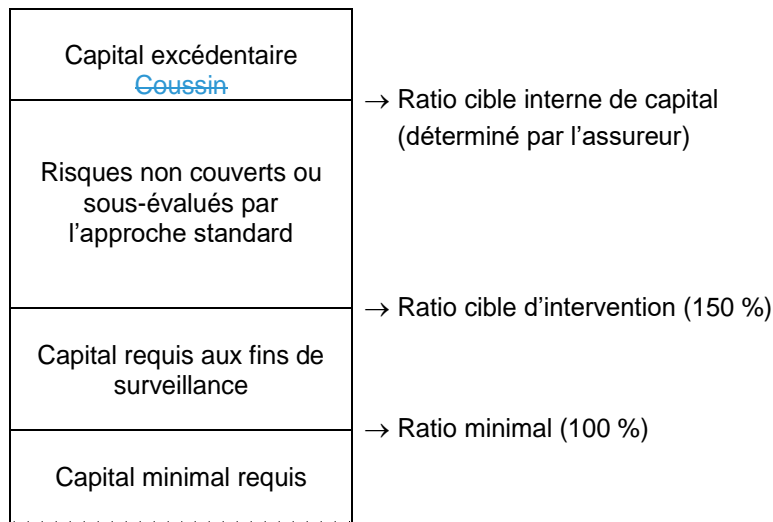 Capital excédentaire
Coussin
→ Ratio cible interne de capital
(déterminé par l'assureur)
Risques non couverts ou
sous-évalués par
l'approche standard
→ Ratio cible d'intervention (150 %)
Capital requis aux fins de
surveillance
→ Ratio minimal (100 %)
Capital minimal requis